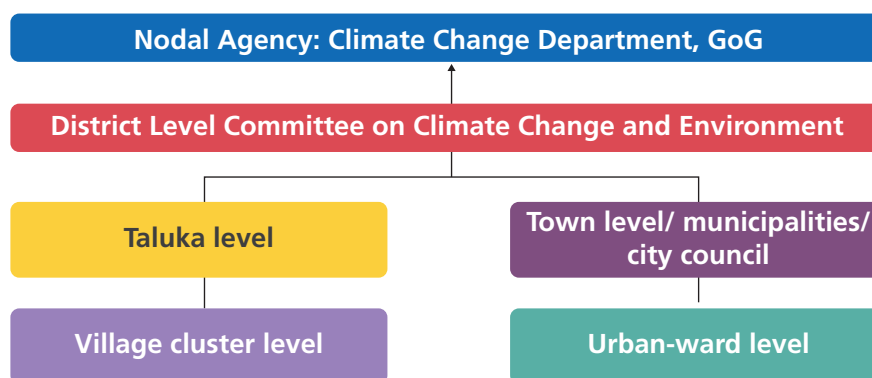 Nodal Agency: Climate Change Department, GoG
District Level Committee on Climate Change and Environment
Taluka level
Town level/ municipalities/
city council
Village cluster level
Urban-ward level